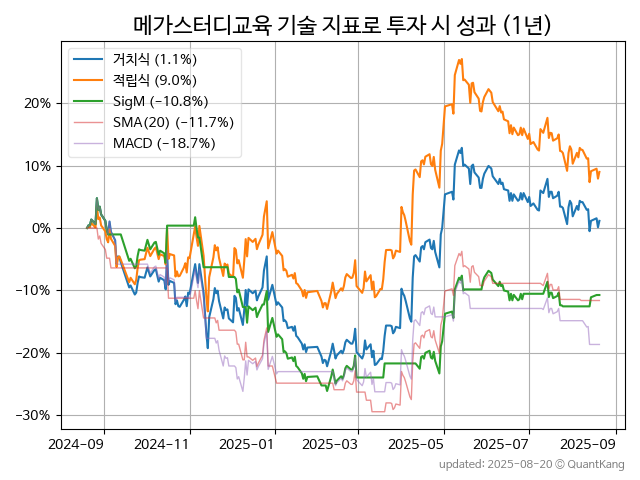 메가스터디교육 기술 지표로 투자 시 성과 (1년)
거치식 (1.1%)
적립식 (9.0%)
SigM (−10.8%)
SMA(20) (−11.7%)
MACD (−18.7%)
20%
10%
0%
−10%
−20%
−30%
2024-09 2024-11 2025-01 2025-03 2025-05 2025-07 2025-09
updated: 2025-08-20 © QuantKang